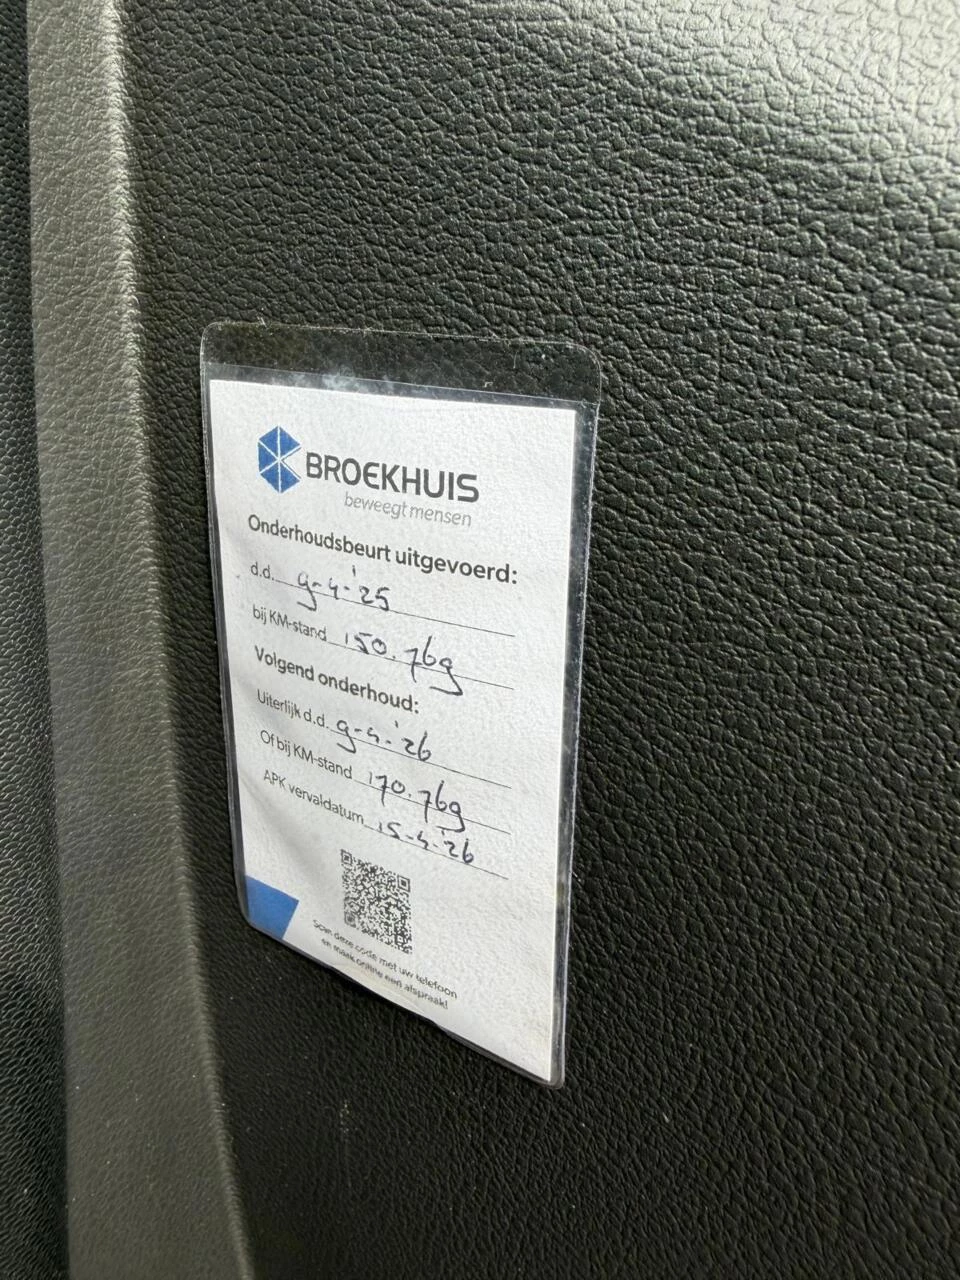 BROEKHUIS
beweegt mensen
Onderhoudsbeurt uitgevoerd:
d.d. 9-4-'25
bij KM-stand 150.769
Volgend onderhoud:
Uiterlijk d.d. 9-4-'26
Of bij KM-stand 170.769
APK vervaldatum 15-4-'26
Scan deze code met uw telefoon
en maak online een afspraak!